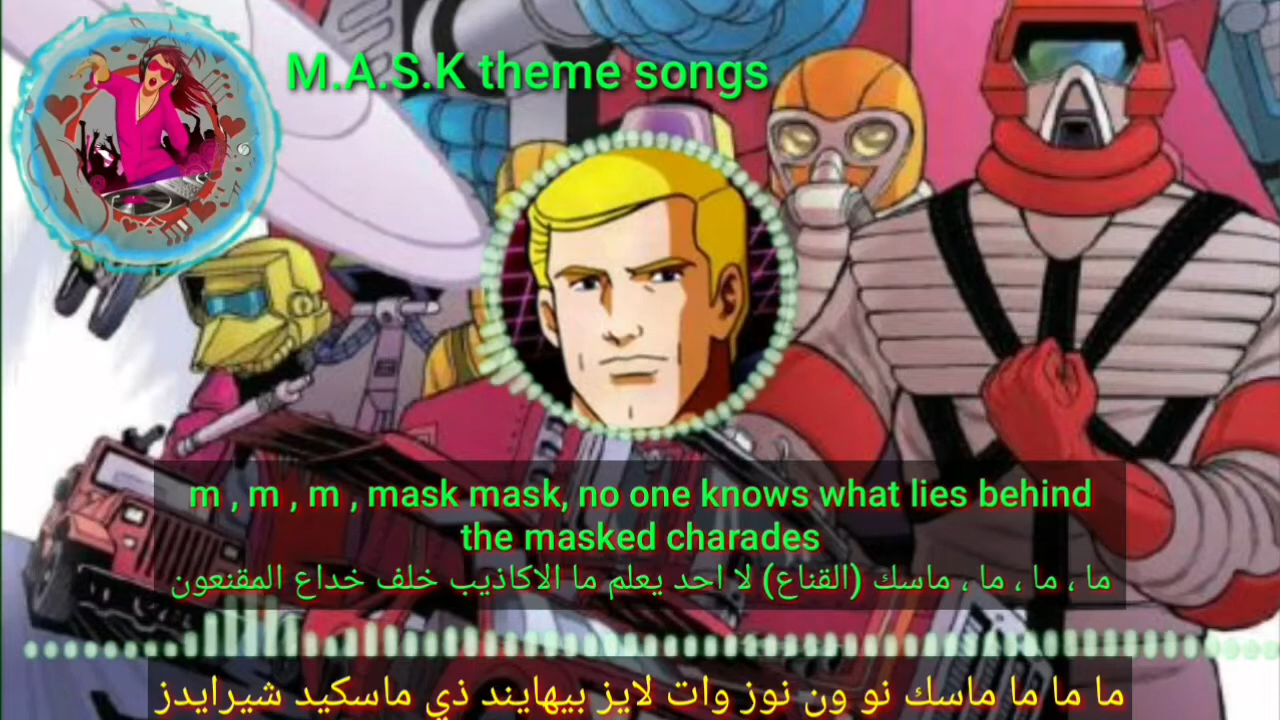 M.A.S.K theme songs
m , m , m , mask mask, no one knows what lies behind
the masked charades
ما ، ما ، ما ، ماسك (القناع) لا احد يعلم ما الاكاذيب خلف خداع المقنعون
ما ما ما ماسك نو ون نوز وات لايز بيهايند ذي ماسكيد شيرايدز